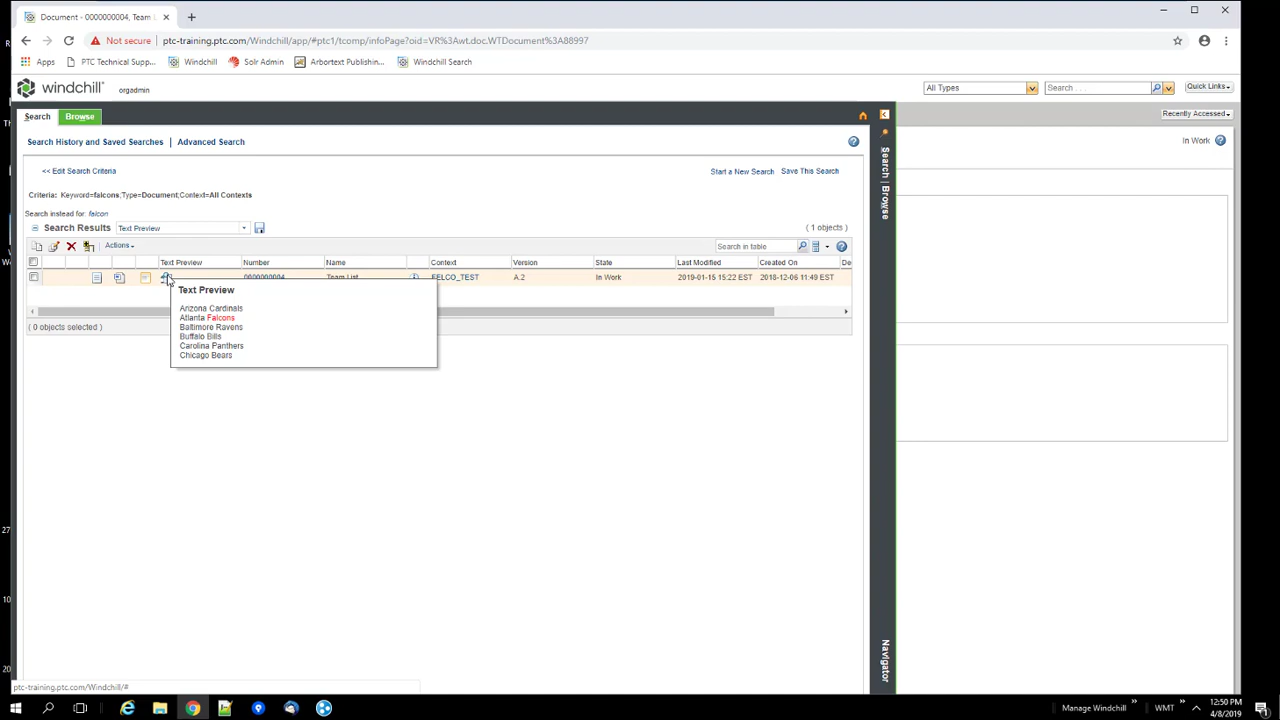 Document - 0000000004, Team L
Not secure
ptc-training.ptc.com/Windchill/app/#ptc1/tcomp/infoPage?oid=VR%3Awt.doc.WTDocument%3A88997
Apps
PTC Technical Supp...
Windchill
Solr Admin
Arbortext Publishin...
Windchill Search
windchill
orgadmin
All Types
Search . . .
Quick Links
Search
Browse
Recently Accessed
Search History and Saved Searches | Advanced Search
In Work
<< Edit Search Criteria
Start a New Search
Save This Search
Criteria: Keyword=falcons;Type=Document;Context=All Contexts
Search instead for: falcon
Search Results
Text Preview
( 1 objects )
Actions
Search in table
Text Preview
Number
Name
Context
Version
State
Last Modified
Created On
De
0000000004
Team List
FELCO_TEST
A.2
In Work
2019-01-15 15:22 EST
2018-12-06 11:49 EST
Text Preview
Arizona Cardinals
Atlanta Falcons
Baltimore Ravens
Buffalo Bills
Carolina Panthers
Chicago Bears
( 0 objects selected )
Search | Browse
Navigator
ptc-training.ptc.com/Windchill/#
Manage Windchill
WMT
12:50 PM
4/8/2019